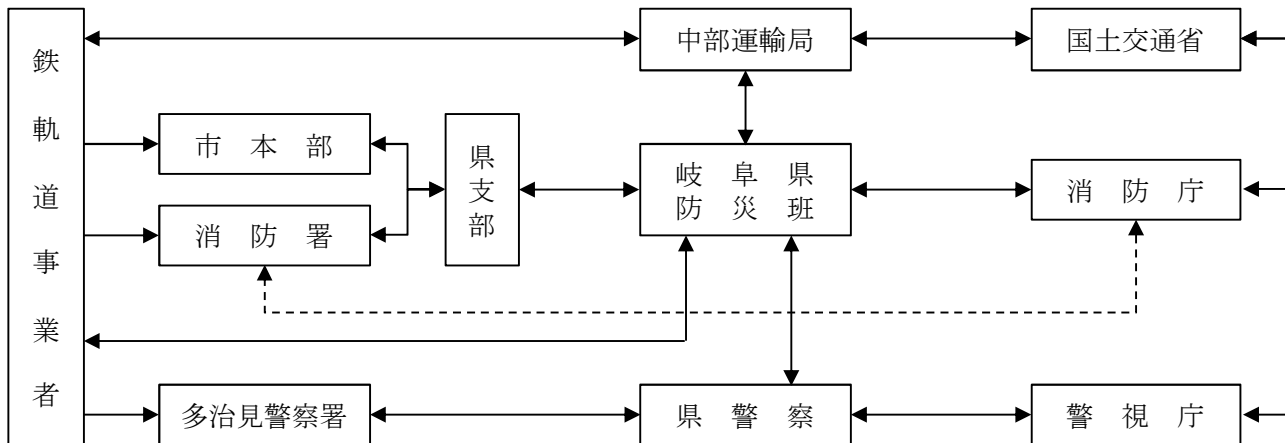 鉄軌道事業者
中部運輸局
国土交通省
市本部
県支部
岐阜県
防災班
消防庁
消防署
多治見警察署
県警察
警視庁